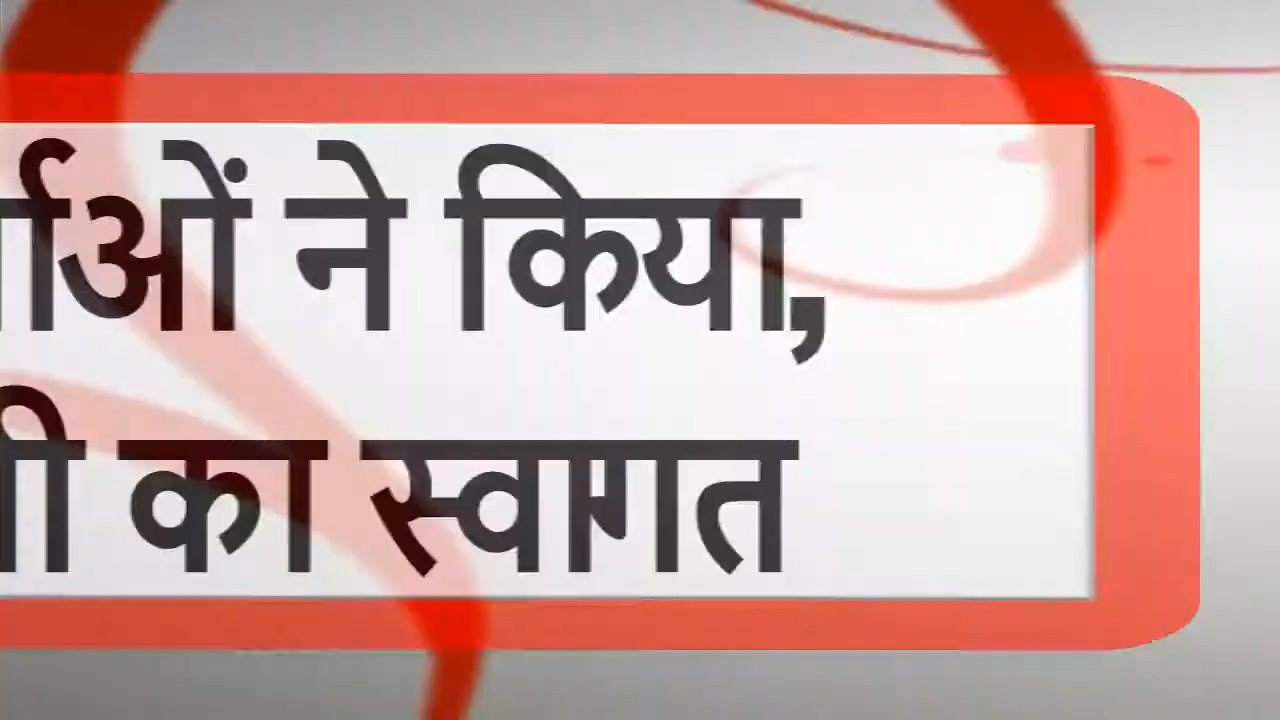 ने किया,
का स्वागत